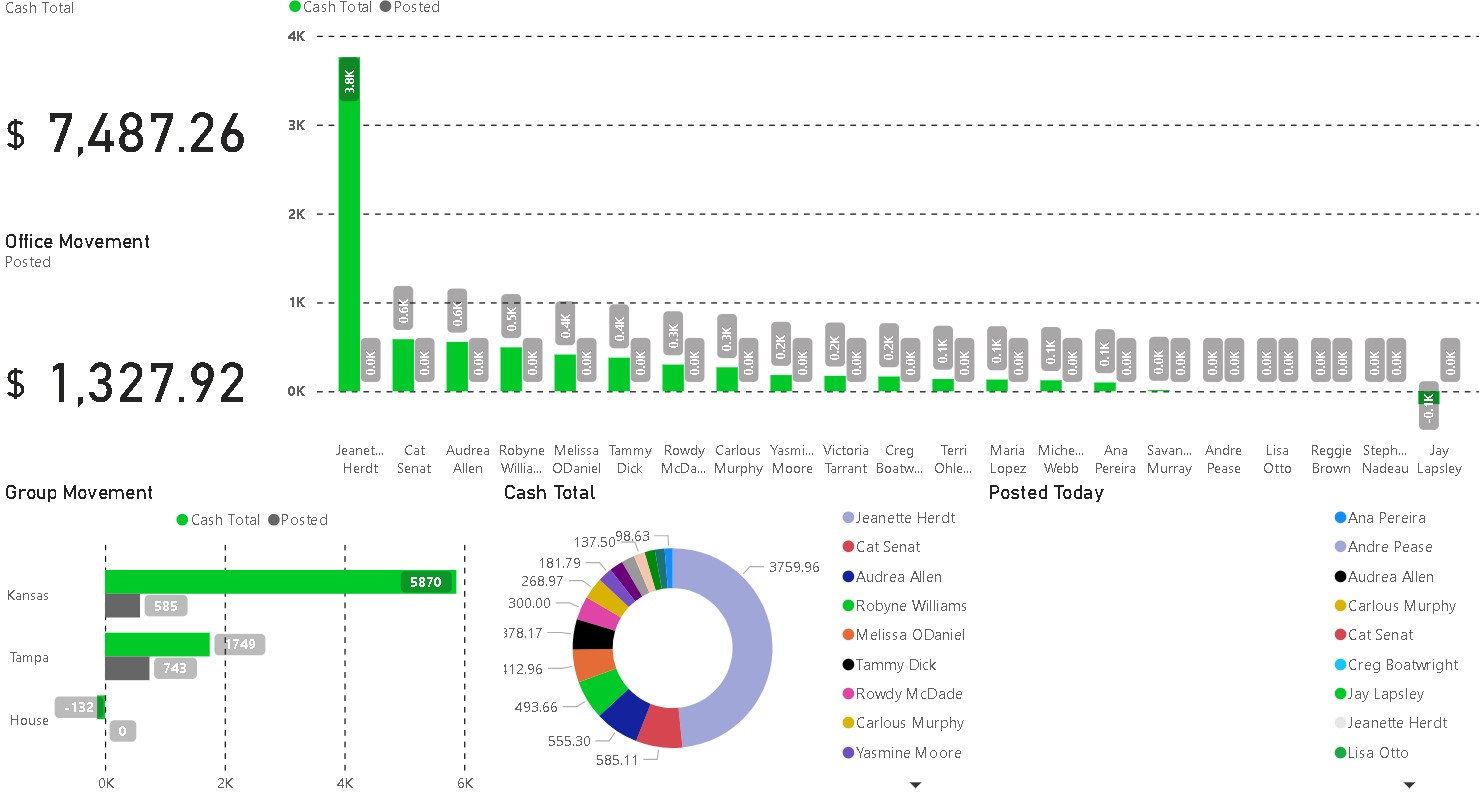 Cash Total
$ 7,487.26
Office Movement
Posted
$ 1,327.92
Cash Total Posted
4K
3K
2K
1K
0K
3.8K 0.0K 0.6K 0.0K 0.6K 0.0K 0.5K 0.0K 0.4K 0.0K 0.4K 0.0K 0.3K 0.0K 0.3K 0.0K 0.2K 0.0K 0.2K 0.0K 0.2K 0.0K 0.1K 0.0K 0.1K 0.0K 0.1K 0.0K 0.1K 0.0K 0.0K 0.0K 0.0K 0.0K 0.0K 0.0K 0.0K 0.0K 0.0K 0.0K -0.1K 0.0K
Jeanet... Cat Audrea Robyne Melissa Tammy Rowdy Carlous Yasmi... Victoria Creg Terri Maria Miche... Ana Savan... Andre Lisa Reggie Steph... Jay
Herdt Senat Allen Willia... ODaniel Dick McDa... Murphy Moore Tarrant Boatw... Ohle... Lopez Webb Pereira Murray Pease Otto Brown Nadeau Lapsley
Group Movement
Cash Total Posted
Kansas
5870
585
Tampa
1749
743
House
-132
0
0K 2K 4K 6K
Cash Total
98.63
137.50
181.79
268.97
300.00
378.17
412.96
493.66
555.30
585.11
3759.96
Jeanette Herdt
Cat Senat
Audrea Allen
Robyne Williams
Melissa ODaniel
Tammy Dick
Rowdy McDade
Carlous Murphy
Yasmine Moore
Posted Today
Ana Pereira
Andre Pease
Audrea Allen
Carlous Murphy
Cat Senat
Creg Boatwright
Jay Lapsley
Jeanette Herdt
Lisa Otto